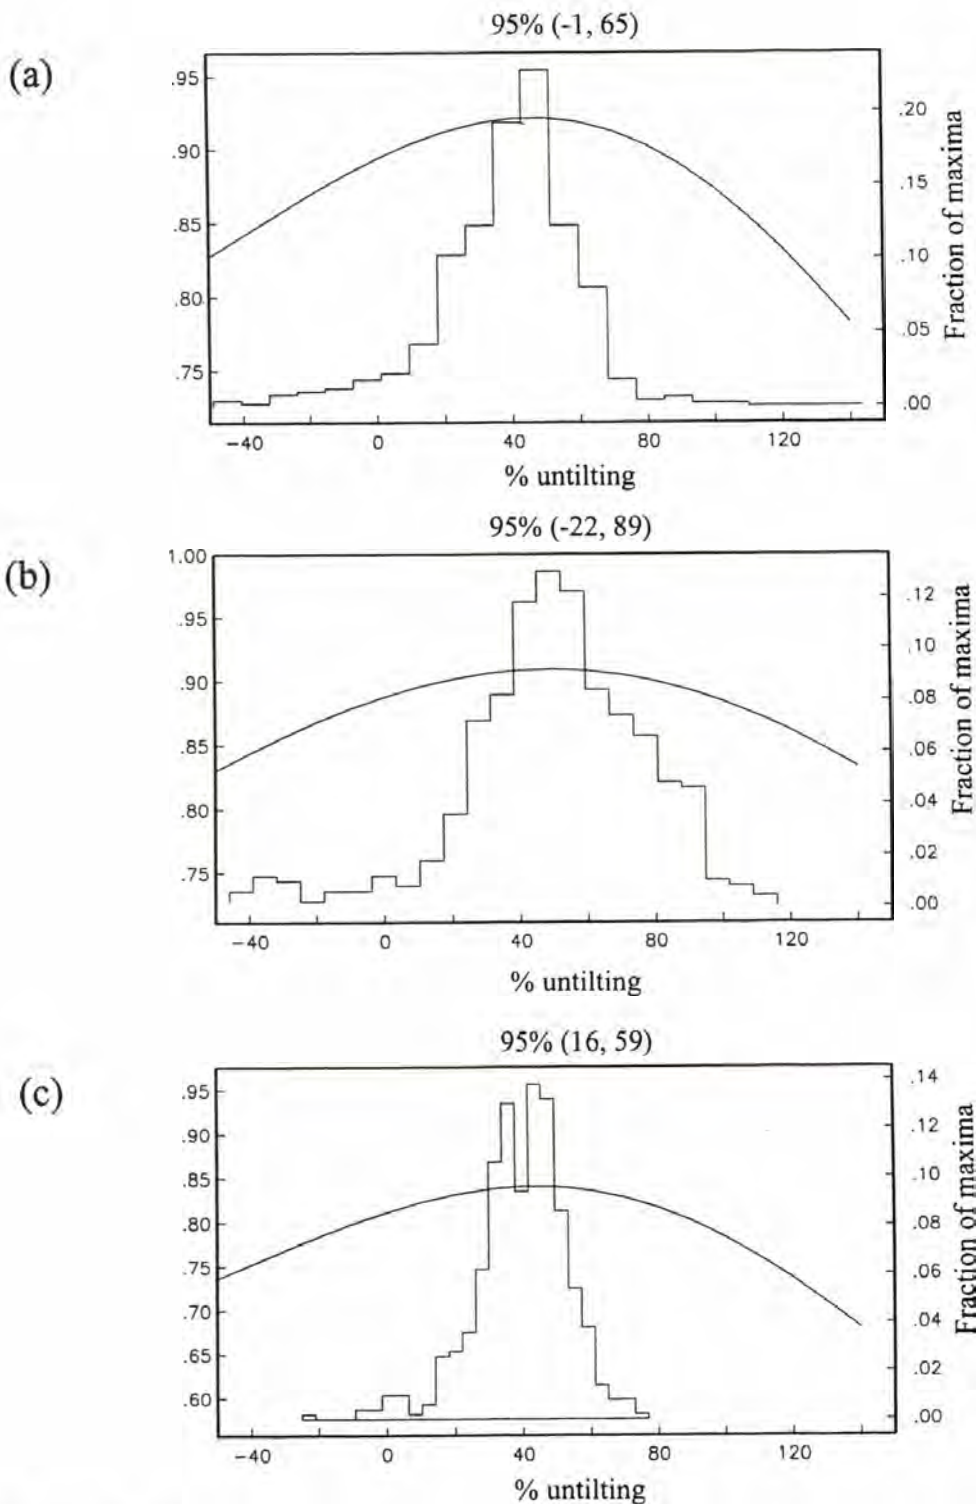 95% (-1, 65)
(a)
.95
.90
.85
.80
.75
.20
.15
.10
.05
.00
Fraction of maxima
-40 0 40 80 120
% untilting
95% (-22, 89)
(b)
1.00
.95
.90
.85
.80
.75
.12
.10
.08
.06
.04
.02
.00
Fraction of maxima
-40 0 40 80 120
% untilting
95% (16, 59)
(c)
.95
.90
.85
.80
.75
.70
.65
.60
.14
.12
.10
.08
.06
.04
.02
.00
Fraction of maxima
-40 0 40 80 120
% untilting